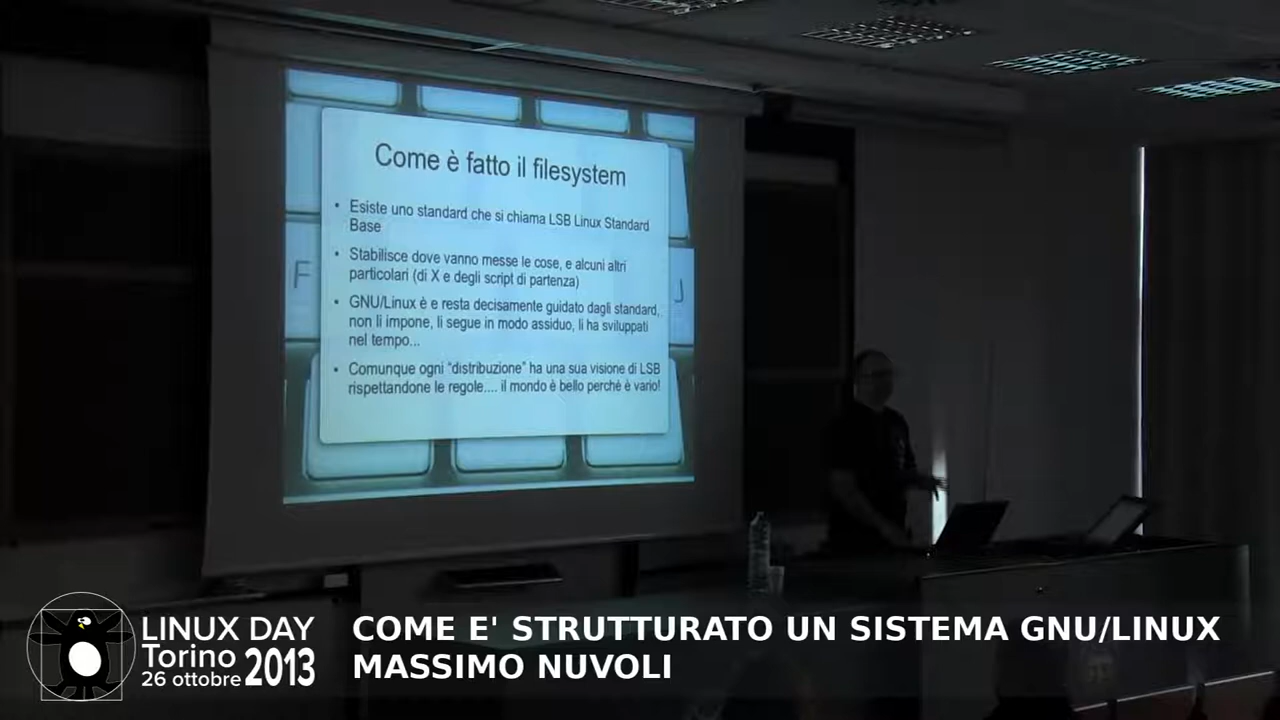 Come è fatto il filesystem
• Esiste uno standard che si chiama LSB Linux Standard
Base
• Stabilisce dove vanno messe le cose, e alcuni altri
particolari (di X e degli script di partenza)
• GNU/Linux è e resta decisamente guidato dagli standard,
non li impone, li segue in modo assiduo, li ha sviluppati
nel tempo...
• Comunque ogni “distribuzione” ha una sua visione di LSB
rispettandone le regole.... il mondo è bello perchè è vario!
F
J
LINUX DAY
Torino 2013
26 ottobre
COME E' STRUTTURATO UN SISTEMA GNU/LINUX
MASSIMO NUVOLI